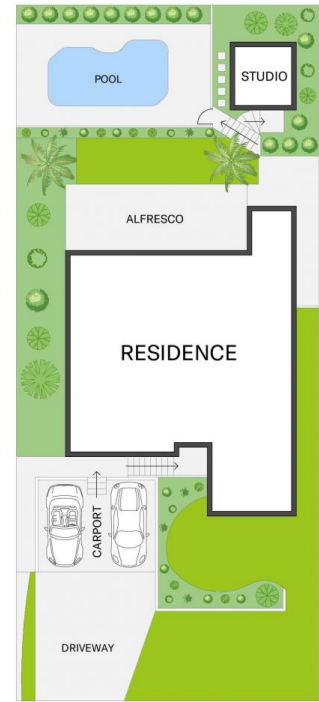 POOL
STUDIO
ALFRESCO
RESIDENCE
CARPORT
DRIVEWAY